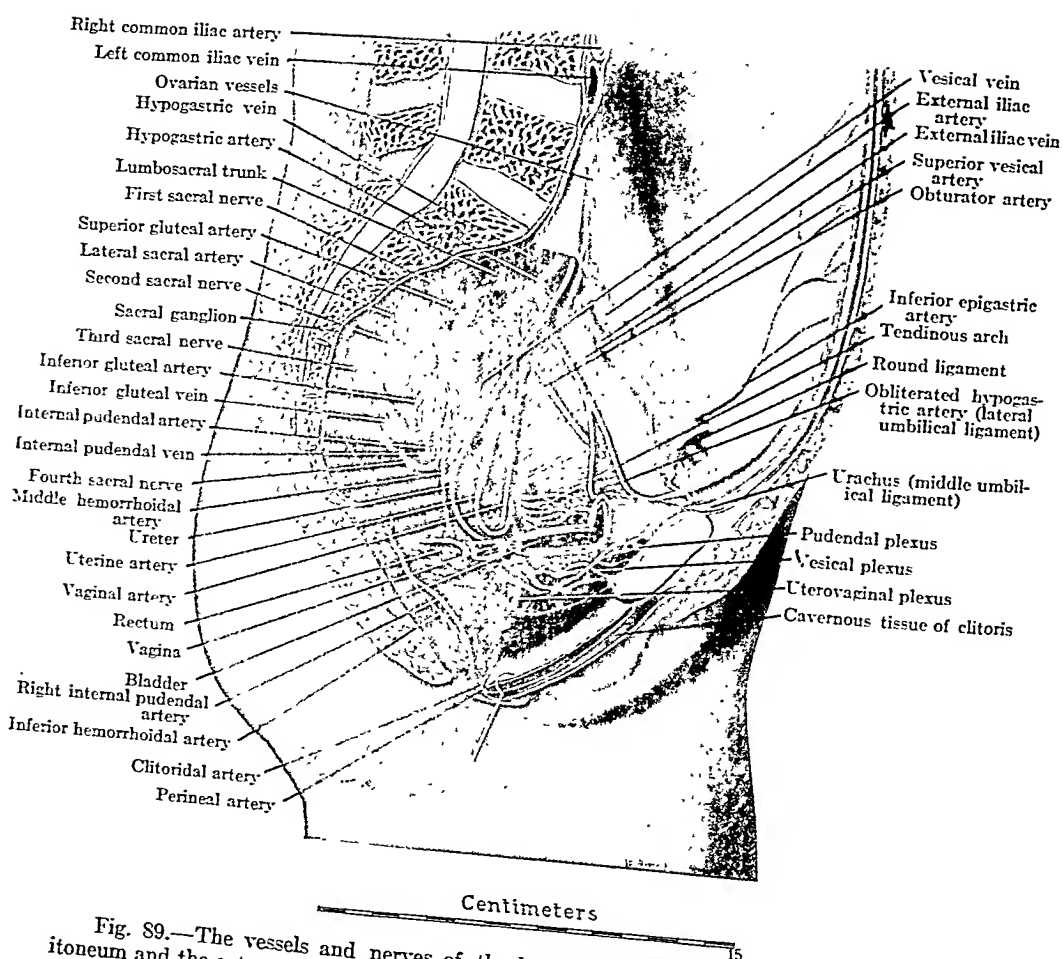 Right common iliac artery
Left common iliac vein
Ovarian vessels
Hypogastric vein
Hypogastric artery
Lumbosacral trunk
First sacral nerve
Superior gluteal artery
Lateral sacral artery
Second sacral nerve
Sacral ganglion
Third sacral nerve
Inferior gluteal artery
Inferior gluteal vein
Internal pudendal artery
Internal pudendal vein
Fourth sacral nerve
Middle hemorrhoidal
artery
Ureter
Uterine artery
Vaginal artery
Rectum
Vagina
Bladder
Right internal pudendal
artery
Inferior hemorrhoidal artery
Clitoridal artery
Perineal artery
Vesical vein
External iliac
artery
External iliac vein
Superior vesical
artery
Obturator artery
Inferior epigastric
artery
Tendinous arch
Round ligament
Obliterated hypogas-
tric artery (lateral
umbilical ligament)
Urachus (middle umbil-
ical ligament)
Pudendal plexus
Vesical plexus
Uterovaginal plexus
Cavernous tissue of clitoris
Centimeters
15
Fig. 89.—The vessels and nerves of
itoneum and the